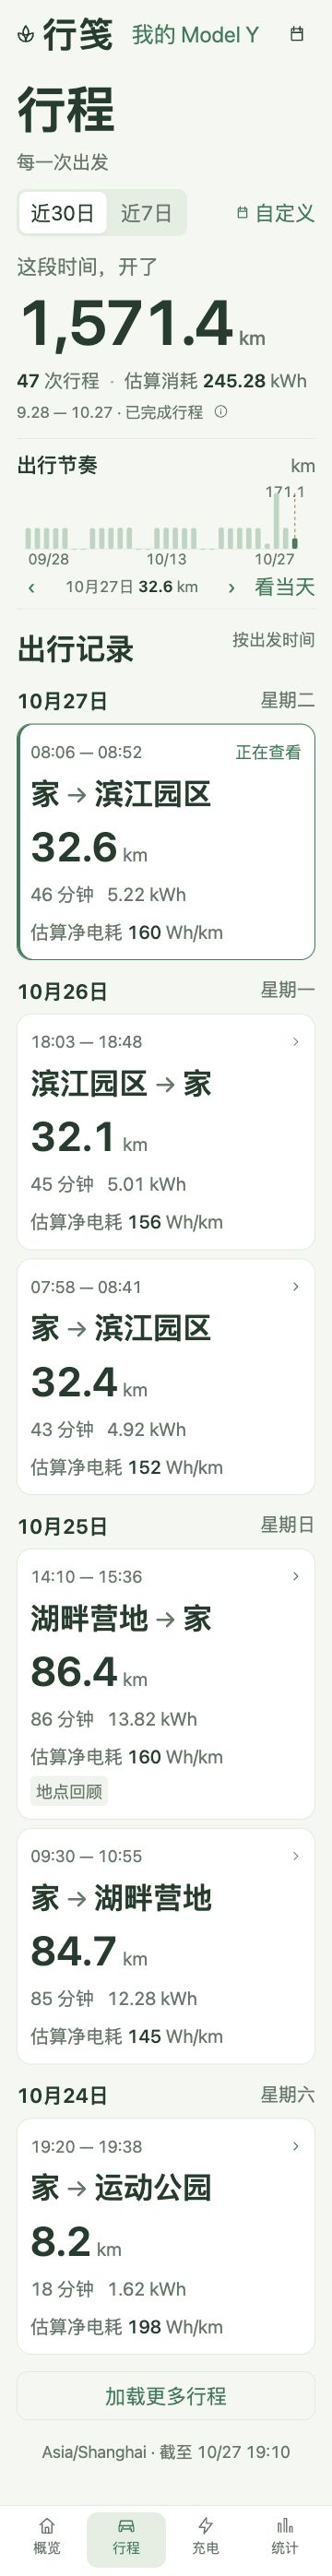 行笺 我的 Model Y
行程
每一次出发
近30日 近7日 自定义
这段时间，开了
1,571.4 km
47 次行程 · 估算消耗 245.28 kWh
9.28 — 10.27 · 已完成行程
出行节奏 km
171.1
09/28 10/13 10/27
‹ 10月27日 32.6 km › 看当天
出行记录 按出发时间
10月27日 星期二
08:06 — 08:52 正在查看
家 → 滨江园区
32.6 km
46 分钟 5.22 kWh
估算净电耗 160 Wh/km
10月26日 星期一
18:03 — 18:48 ›
滨江园区 → 家
32.1 km
45 分钟 5.01 kWh
估算净电耗 156 Wh/km
07:58 — 08:41 ›
家 → 滨江园区
32.4 km
43 分钟 4.92 kWh
估算净电耗 152 Wh/km
10月25日 星期日
14:10 — 15:36 ›
湖畔营地 → 家
86.4 km
86 分钟 13.82 kWh
估算净电耗 160 Wh/km
地点回顾
09:30 — 10:55 ›
家 → 湖畔营地
84.7 km
85 分钟 12.28 kWh
估算净电耗 145 Wh/km
10月24日 星期六
19:20 — 19:38 ›
家 → 运动公园
8.2 km
18 分钟 1.62 kWh
估算净电耗 198 Wh/km
加载更多行程
Asia/Shanghai · 截至 10/27 19:10
概览 行程 充电 统计